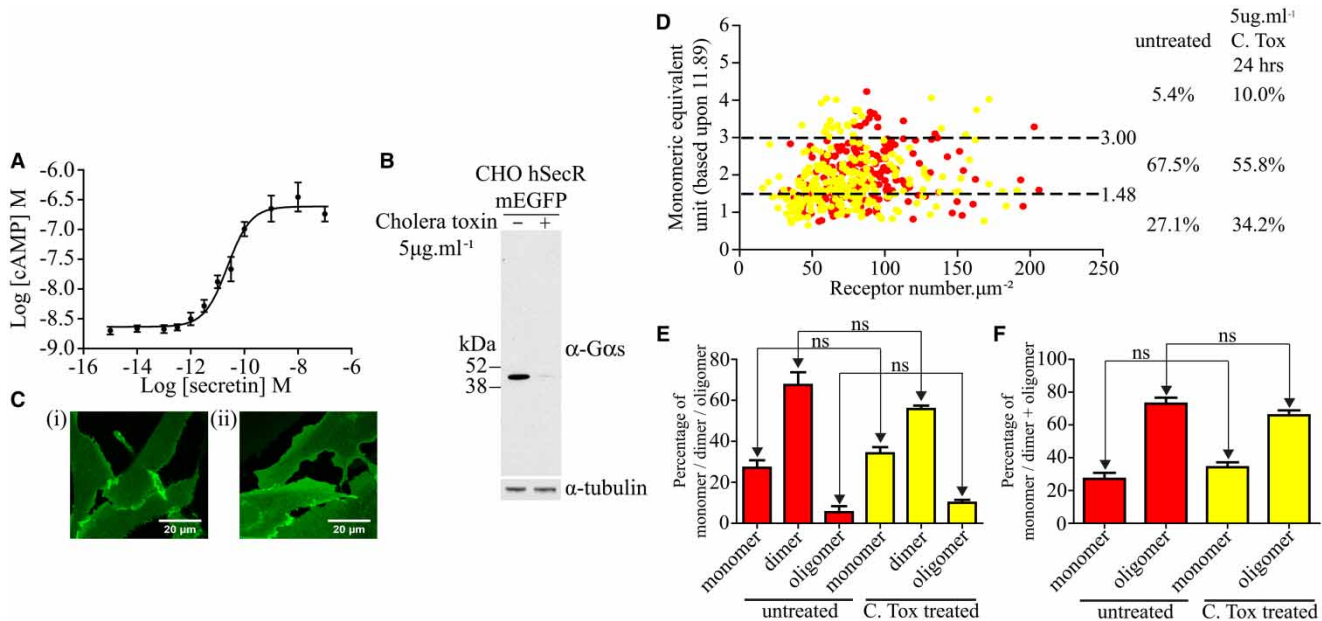 A
Log [cAMP] M
-6.0
-6.5
-7.0
-7.5
-8.0
-8.5
-9.0
-16 -14 -12 -10 -8 -6
Log [secretin] M
B
CHO hSecR
mEGFP
Cholera toxin
- +
5µg.ml⁻¹
kDa
52
38
α-Gαs
α-tubulin
C
(i)
20 µm
(ii)
20 µm
D
Monomeric equivalent
unit (based upon 11.89)
6
5
4
3
2
1
0
0 50 100 150 200 250
Receptor number.µm⁻²
3.00
1.48
untreated
5ug.ml⁻¹
C. Tox
24 hrs
5.4% 10.0%
67.5% 55.8%
27.1% 34.2%
E
Percentage of
monomer / dimer / oligomer
80
60
40
20
0
ns
ns
ns
monomer
dimer
oligomer
monomer
dimer
oligomer
untreated
C. Tox treated
F
Percentage of
monomer / dimer + oligomer
100
80
60
40
20
0
ns
ns
monomer
oligomer
monomer
oligomer
untreated
C. Tox treated